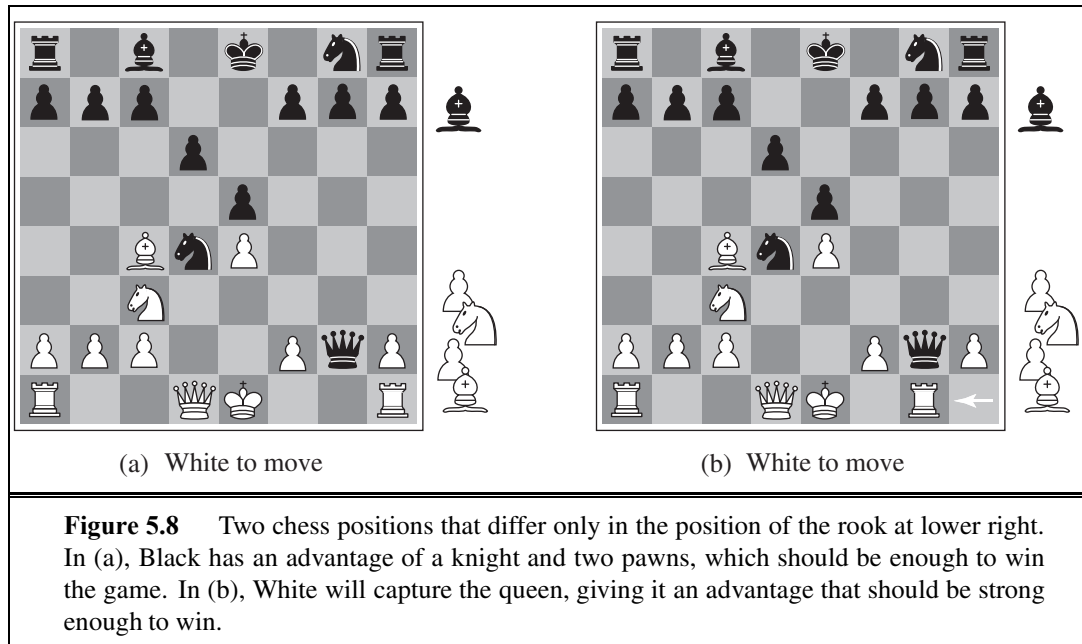 (a) White to move
(b) White to move
Figure 5.8 Two chess positions that differ only in the position of the rook at lower right.
In (a), Black has an advantage of a knight and two pawns, which should be enough to win
the game. In (b), White will capture the queen, giving it an advantage that should be strong
enough to win.